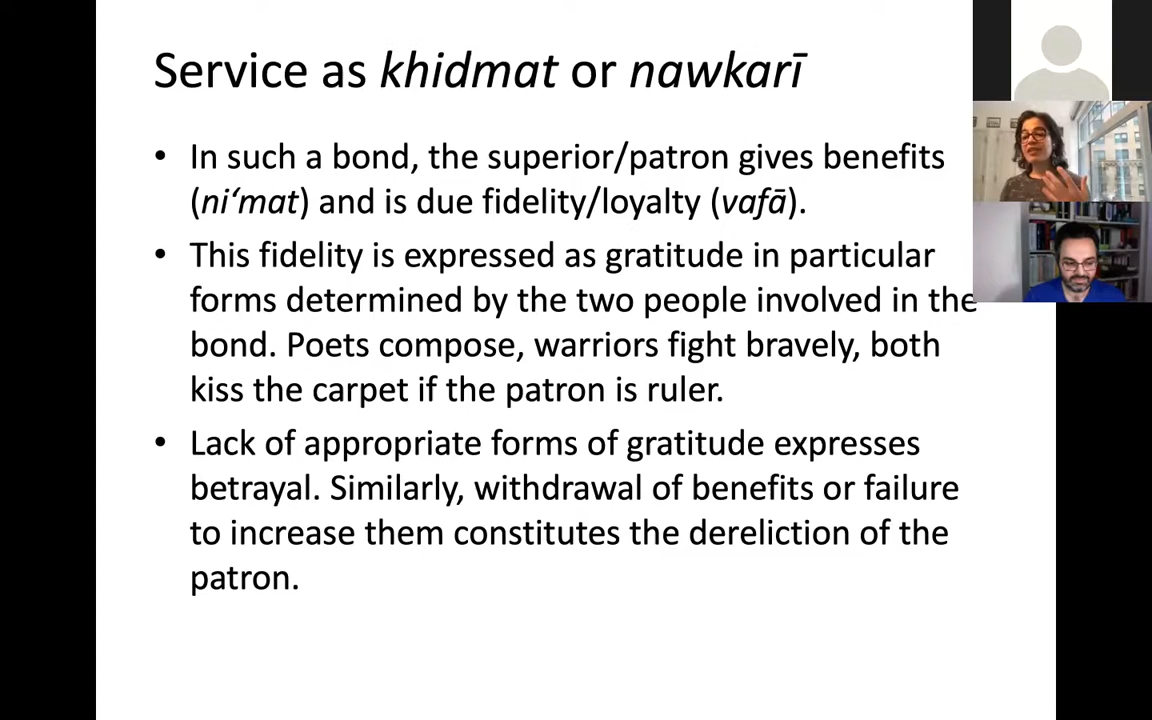 Service as khidmat or nawkarī
• In such a bond, the superior/patron gives benefits
(ni‘mat) and is due fidelity/loyalty (vafā).
• This fidelity is expressed as gratitude in particular
forms determined by the two people involved in the
bond. Poets compose, warriors fight bravely, both
kiss the carpet if the patron is ruler.
• Lack of appropriate forms of gratitude expresses
betrayal. Similarly, withdrawal of benefits or failure
to increase them constitutes the dereliction of the
patron.